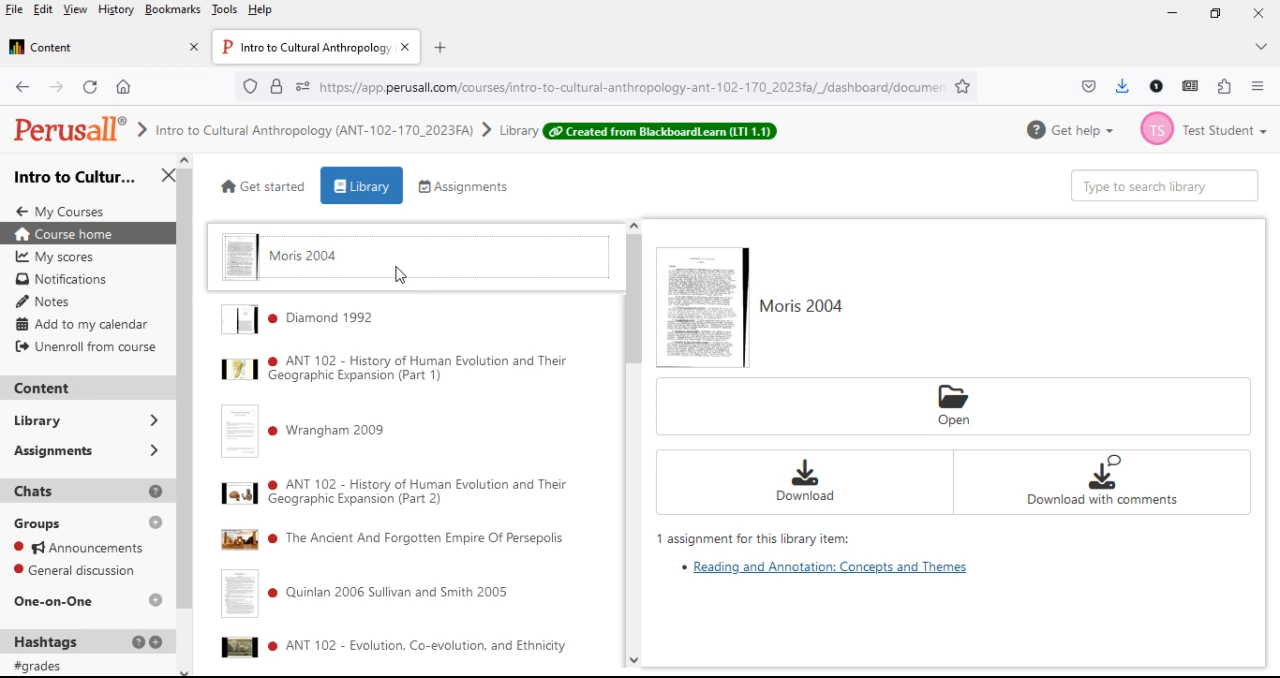 File Edit View History Bookmarks Tools Help
Content
P Intro to Cultural Anthropology
https://app.perusall.com/courses/intro-to-cultural-anthropology-ant-102-170_2023fa/_/dashboard/documen
Perusall® Intro to Cultural Anthropology (ANT-102-170_2023FA) Library Created from BlackboardLearn (LTI 1.1)
? Get help TS Test Student
Intro to Cultur...
My Courses
Course home
My scores
Notifications
Notes
Add to my calendar
Unenroll from course
Content
Library
Assignments
Chats
Groups
Announcements
General discussion
One-on-One
Hashtags
#grades
Get started Library Assignments
Type to search library
Moris 2004
Diamond 1992
ANT 102 - History of Human Evolution and Their
Geographic Expansion (Part 1)
Wrangham 2009
ANT 102 - History of Human Evolution and Their
Geographic Expansion (Part 2)
The Ancient And Forgotten Empire Of Persepolis
Quinlan 2006 Sullivan and Smith 2005
ANT 102 - Evolution, Co-evolution, and Ethnicity
Moris 2004
Open
Download
Download with comments
1 assignment for this library item:
• Reading and Annotation: Concepts and Themes